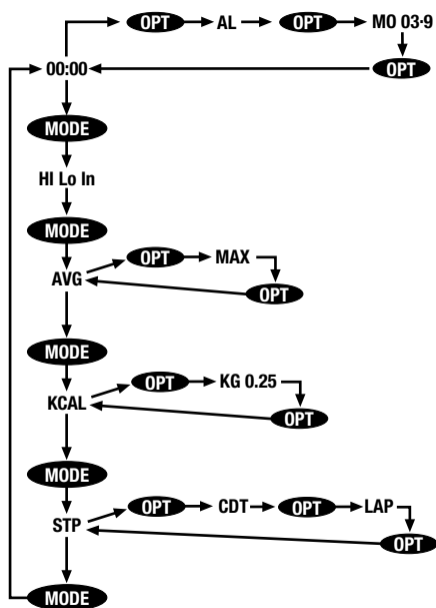 OPT AL OPT MO 03·9
00:00 OPT
MODE
HI Lo In
MODE
OPT MAX
AVG OPT
MODE
OPT KG 0.25
KCAL OPT
MODE
OPT CDT OPT LAP
STP OPT
MODE